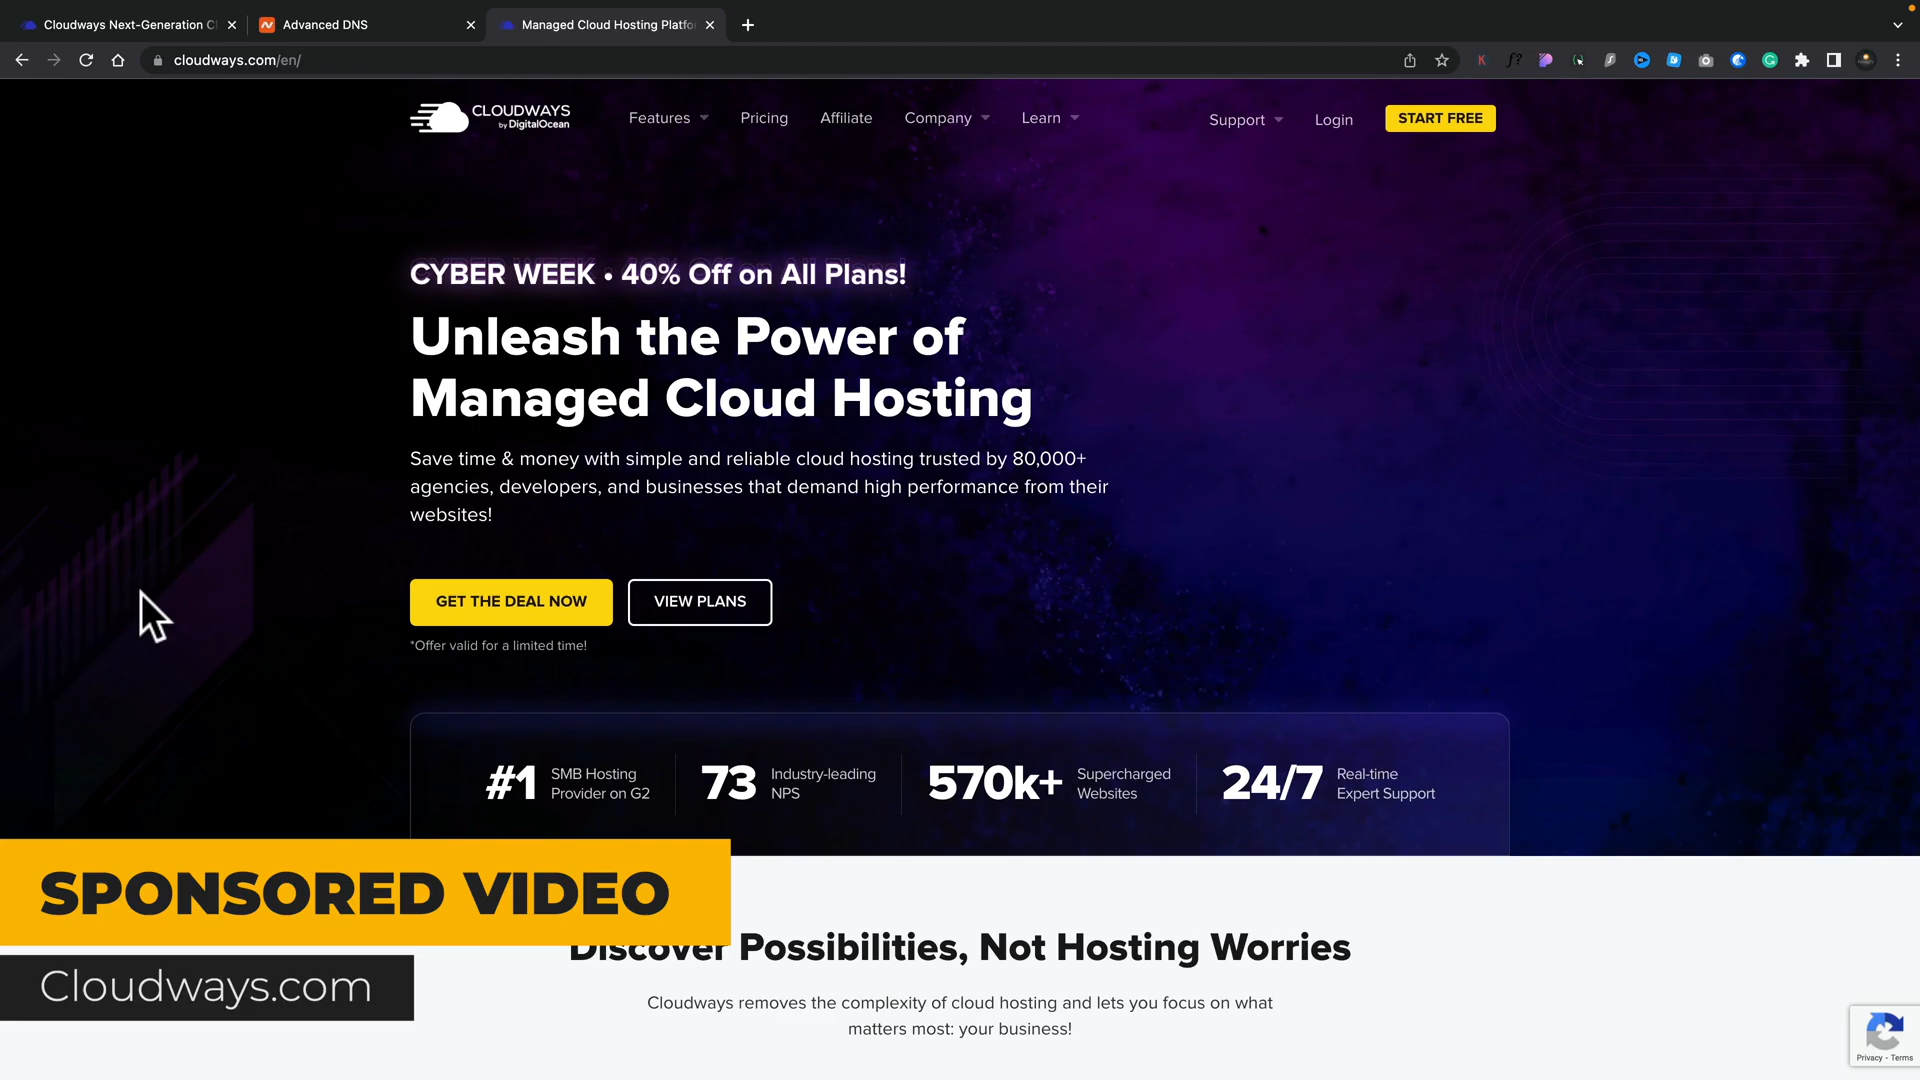 Cloudways Next-Generation C
Advanced DNS
Managed Cloud Hosting Platfo
cloudways.com/en/
CLOUDWAYS
by DigitalOcean
Features
Pricing
Affiliate
Company
Learn
Support
Login
START FREE
CYBER WEEK • 40% Off on All Plans!
Unleash the Power of
Managed Cloud Hosting
Save time & money with simple and reliable cloud hosting trusted by 80,000+
agencies, developers, and businesses that demand high performance from their
websites!
GET THE DEAL NOW
VIEW PLANS
*Offer valid for a limited time!
#1
SMB Hosting
Provider on G2
73
Industry-leading
NPS
570k+
Supercharged
Websites
24/7
Real-time
Expert Support
SPONSORED VIDEO
Cloudways.com
Discover Possibilities, Not Hosting Worries
Cloudways removes the complexity of cloud hosting and lets you focus on what
matters most: your business!
Privacy - Terms